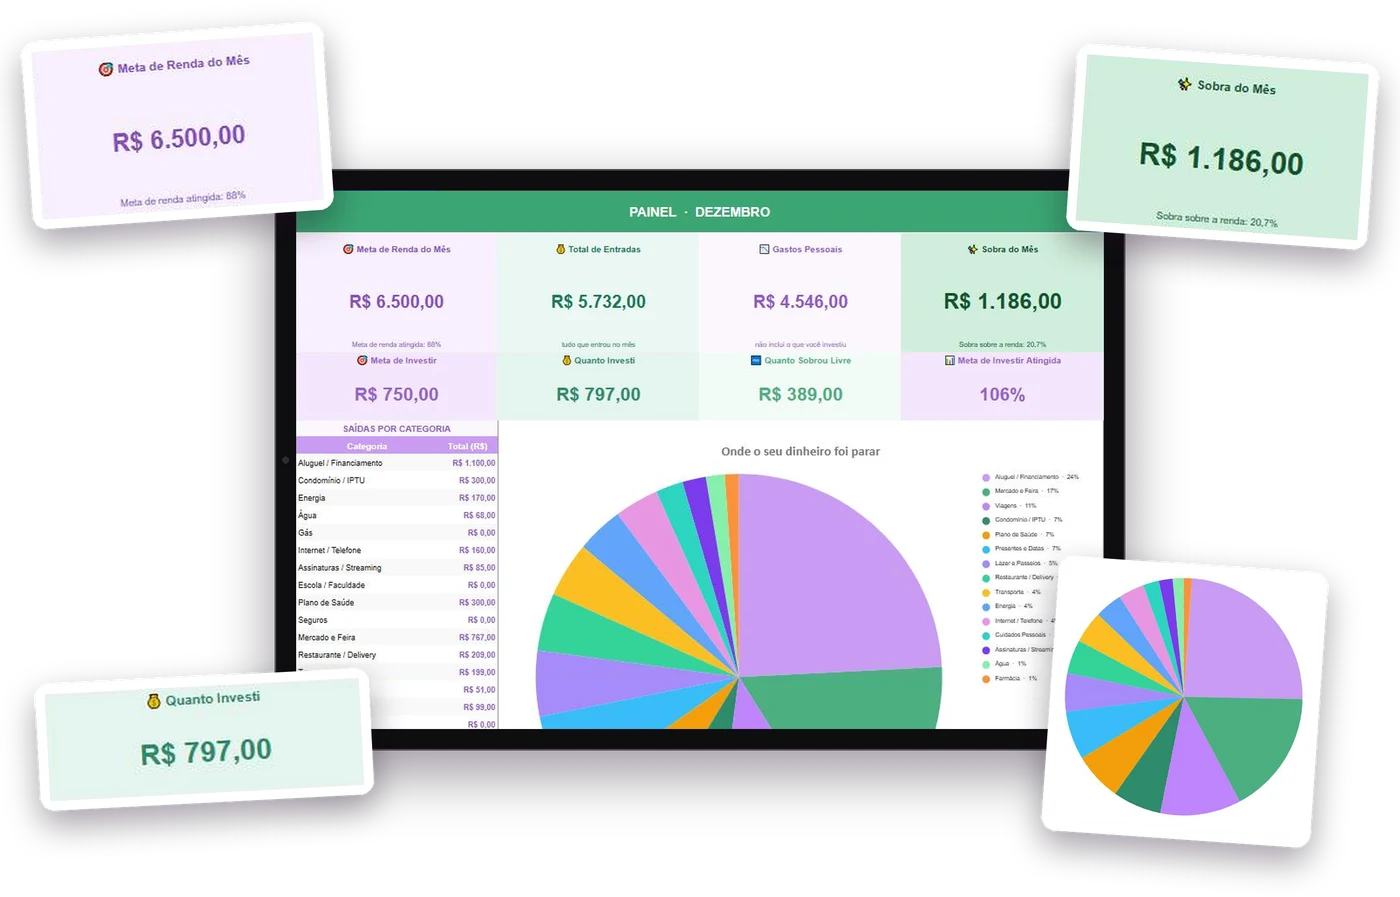 Meta de Renda do Mês
R$ 6.500,00
Meta de renda atingida: 88%
Sobra do Mês
R$ 1.186,00
Sobra sobre a renda: 20,7%
PAINEL · DEZEMBRO
Meta de Renda do Mês
Total de Entradas
Gastos Pessoais
Sobra do Mês
R$ 6.500,00
R$ 5.732,00
R$ 4.546,00
R$ 1.186,00
Meta de renda atingida: 88%
tudo que entrou no mês
não inclui o que você investiu
Sobra sobre a renda: 20,7%
Meta de Investir
Quanto Investi
Quanto Sobrou Livre
Meta de Investir Atingida
R$ 750,00
R$ 797,00
R$ 389,00
106%
SAÍDAS POR CATEGORIA
Categoria Total (R$)
Aluguel / Financiamento R$ 1.100,00
Condomínio / IPTU R$ 300,00
Energia R$ 170,00
Água R$ 68,00
Gás R$ 0,00
Internet / Telefone R$ 160,00
Assinaturas / Streaming R$ 85,00
Escola / Faculdade R$ 0,00
Plano de Saúde R$ 300,00
Seguros R$ 0,00
Mercado e Feira R$ 767,00
Restaurante / Delivery R$ 209,00
R$ 199,00
R$ 51,00
R$ 99,00
R$ 0,00
Onde o seu dinheiro foi parar
Aluguel / Financiamento · 24%
Mercado e Feira · 17%
Viagens · 11%
Condomínio / IPTU · 7%
Plano de Saúde · 7%
Presentes e Datas · 7%
Lazer e Passeios · 5%
Restaurante / Delivery ·
Transporte · 4%
Energia · 4%
Internet / Telefone ·
Cuidados Pessoais
Assinaturas /
Água · 1%
Farmácia · 1%
Quanto Investi
R$ 797,00